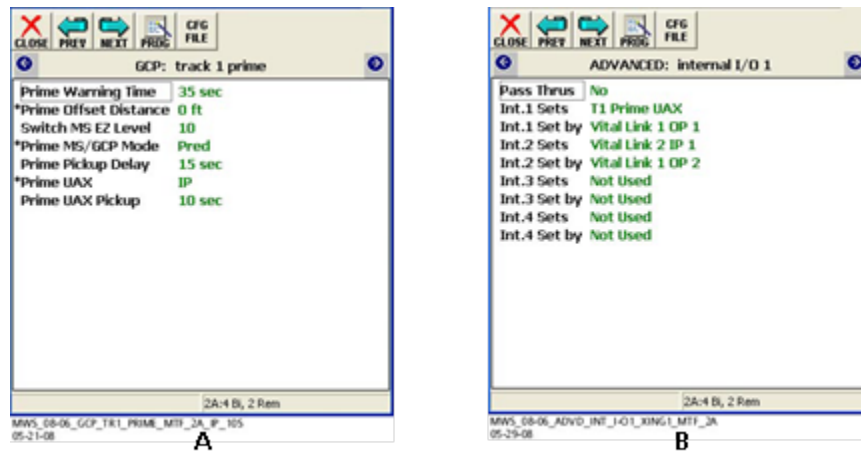 CLOSE PREV NEXT PROG CFG FILE
GCP: track 1 prime
Prime Warning Time 35 sec
*Prime Offset Distance 0 ft
Switch MS EZ Level 10
*Prime MS/GCP Mode Pred
Prime Pickup Delay 15 sec
*Prime UAX IP
Prime UAX Pickup 10 sec
2A:4 Bi, 2 Rem
MWS_08-06_GCP_TR1_PRIME_MTF_2A_IP_10S
05-21-08
A
CLOSE PREV NEXT PROG CFG FILE
ADVANCED: internal I/O 1
Pass Thrus No
Int.1 Sets T1 Prime UAX
Int.1 Set by Vital Link 1 OP 1
Int.2 Sets Vital Link 2 IP 1
Int.2 Set by Vital Link 1 OP 2
Int.3 Sets Not Used
Int.3 Set by Not Used
Int.4 Sets Not Used
Int.4 Set by Not Used
2A:4 Bi, 2 Rem
MWS_08-06_ADVD_INT_I-O1_XING1_MTF_2A
05-29-08
B